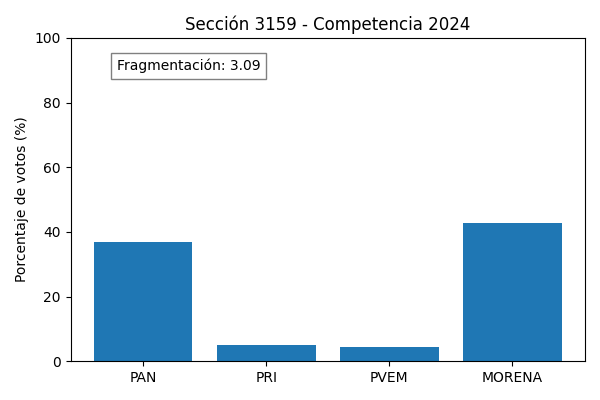 Sección 3159 - Competencia 2024
Fragmentación: 3.09
Porcentaje de votos (%)
100
80
60
40
20
0
PAN PRI PVEM MORENA